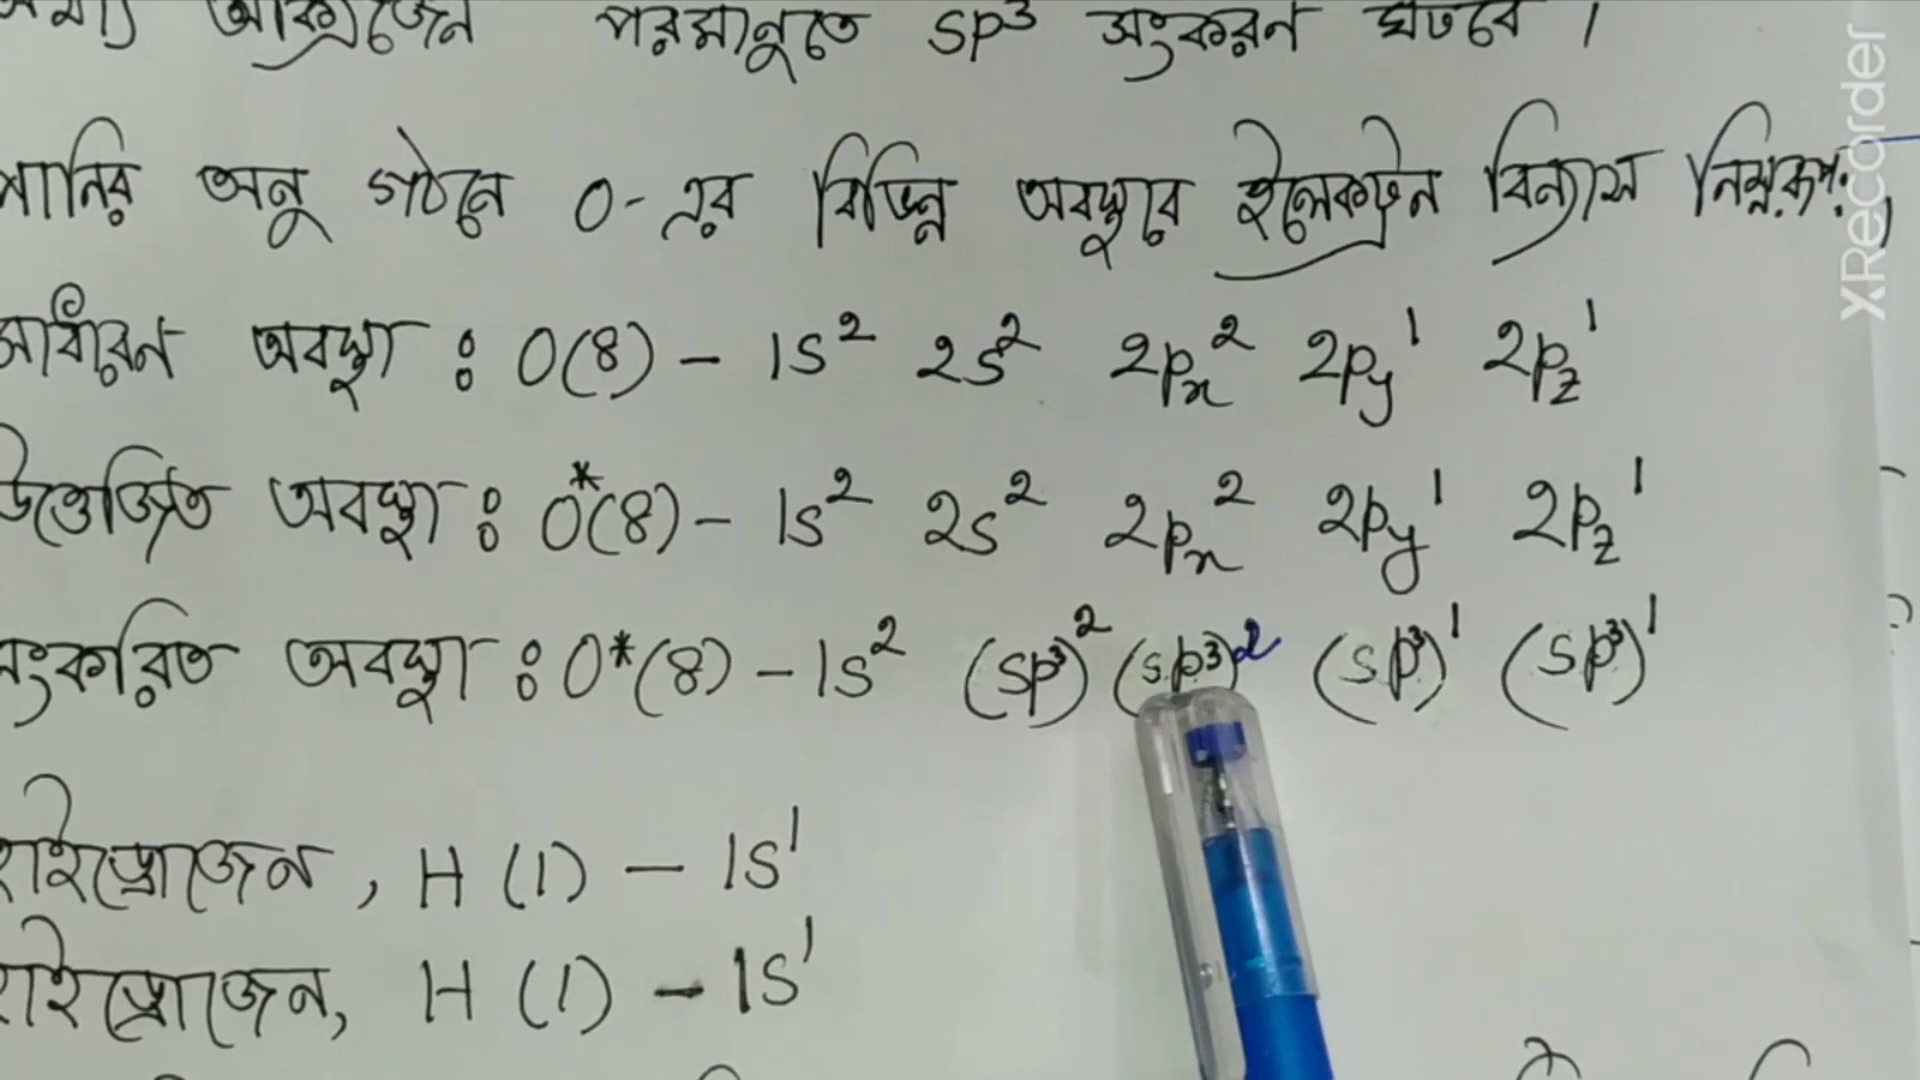 অক্সিজেন পরমানুতে sp³ সংকরন ঘটবে ।
পানির অনু গঠনে O-এর বিভিন্ন অবস্থার ইলেকট্রন বিন্যাস নিম্নরূপ:
সাধারন অবস্থা : O(8) - 1s² 2s² 2pₓ² 2py¹ 2pz¹
উত্তেজিত অবস্থা : O*(8) - 1s² 2s² 2pₓ² 2py¹ 2pz¹
সংকরিত অবস্থা : O*(8) - 1s² (sp³)² (sp³)² (sp³)¹ (sp³)¹
হাইড্রোজেন, H (1) - 1s¹
হাইড্রোজেন, H (1) - 1s¹
XRecorder